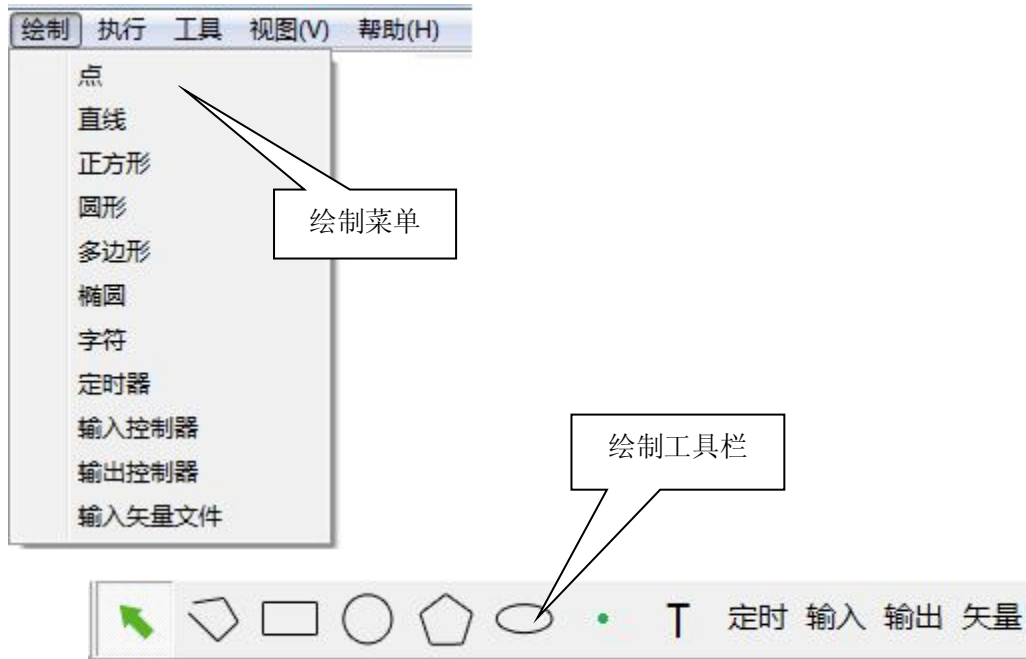 绘制 执行 工具 视图(V) 帮助(H)
点
直线
正方形
圆形
多边形
椭圆
字符
定时器
输入控制器
输出控制器
输入矢量文件
绘制菜单
绘制工具栏
T 定时 输入 输出 矢量